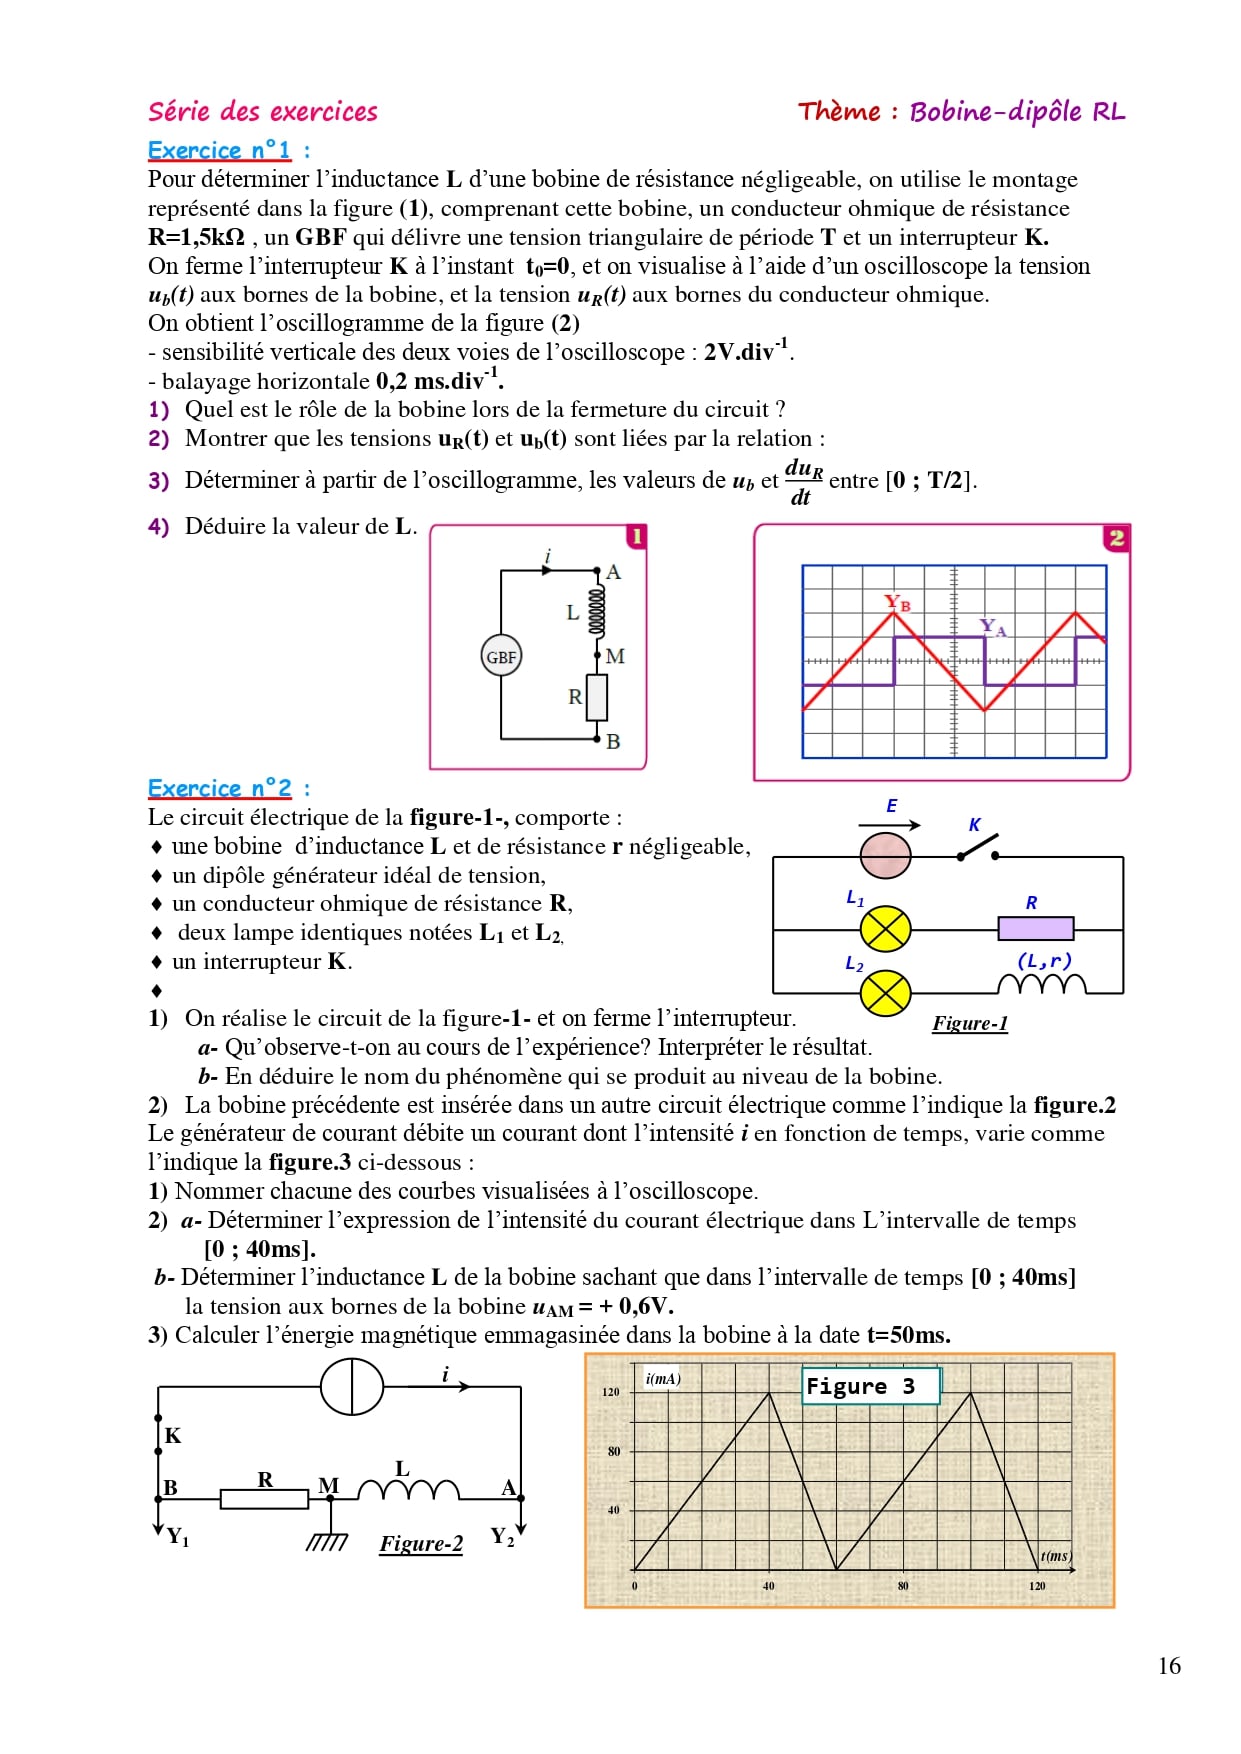 Série des exercices Thème : Bobine-dipôle RL
Exercice n°1 :
Pour déterminer l’inductance L d’une bobine de résistance négligeable, on utilise le montage
représenté dans la figure (1), comprenant cette bobine, un conducteur ohmique de résistance
R=1,5kΩ , un GBF qui délivre une tension triangulaire de période T et un interrupteur K.
On ferme l’interrupteur K à l’instant t₀=0, et on visualise à l’aide d’un oscilloscope la tension
u_b(t) aux bornes de la bobine, et la tension u_R(t) aux bornes du conducteur ohmique.
On obtient l’oscillogramme de la figure (2)
- sensibilité verticale des deux voies de l’oscilloscope : 2V.div⁻¹.
- balayage horizontale 0,2 ms.div⁻¹.
1) Quel est le rôle de la bobine lors de la fermeture du circuit ?
2) Montrer que les tensions u_R(t) et u_b(t) sont liées par la relation :
3) Déterminer à partir de l’oscillogramme, les valeurs de u_b et du_R/dt entre [0 ; T/2].
4) Déduire la valeur de L.
1
i
A
L
GBF
M
R
B
2
Y_B
Y_A
Exercice n°2 :
Le circuit électrique de la figure-1-, comporte :
♦ une bobine d’inductance L et de résistance r négligeable,
♦ un dipôle générateur idéal de tension,
♦ un conducteur ohmique de résistance R,
♦ deux lampe identiques notées L₁ et L₂,
♦ un interrupteur K.
♦
E
K
L₁
R
L₂
(L,r)
Figure-1
1) On réalise le circuit de la figure-1- et on ferme l’interrupteur.
a- Qu’observe-t-on au cours de l’expérience? Interpréter le résultat.
b- En déduire le nom du phénomène qui se produit au niveau de la bobine.
2) La bobine précédente est insérée dans un autre circuit électrique comme l’indique la figure.2
Le générateur de courant débite un courant dont l’intensité i en fonction de temps, varie comme
l’indique la figure.3 ci-dessous :
1) Nommer chacune des courbes visualisées à l’oscilloscope.
2) a- Déterminer l’expression de l’intensité du courant électrique dans L’intervalle de temps
[0 ; 40ms].
b- Déterminer l’inductance L de la bobine sachant que dans l’intervalle de temps [0 ; 40ms]
la tension aux bornes de la bobine u_AM = + 0,6V.
3) Calculer l’énergie magnétique emmagasinée dans la bobine à la date t=50ms.
i
K
B
R
M
L
A
Y₁
Figure-2
Y₂
i(mA)
Figure 3
120
80
40
t(ms)
0 40 80 120
16